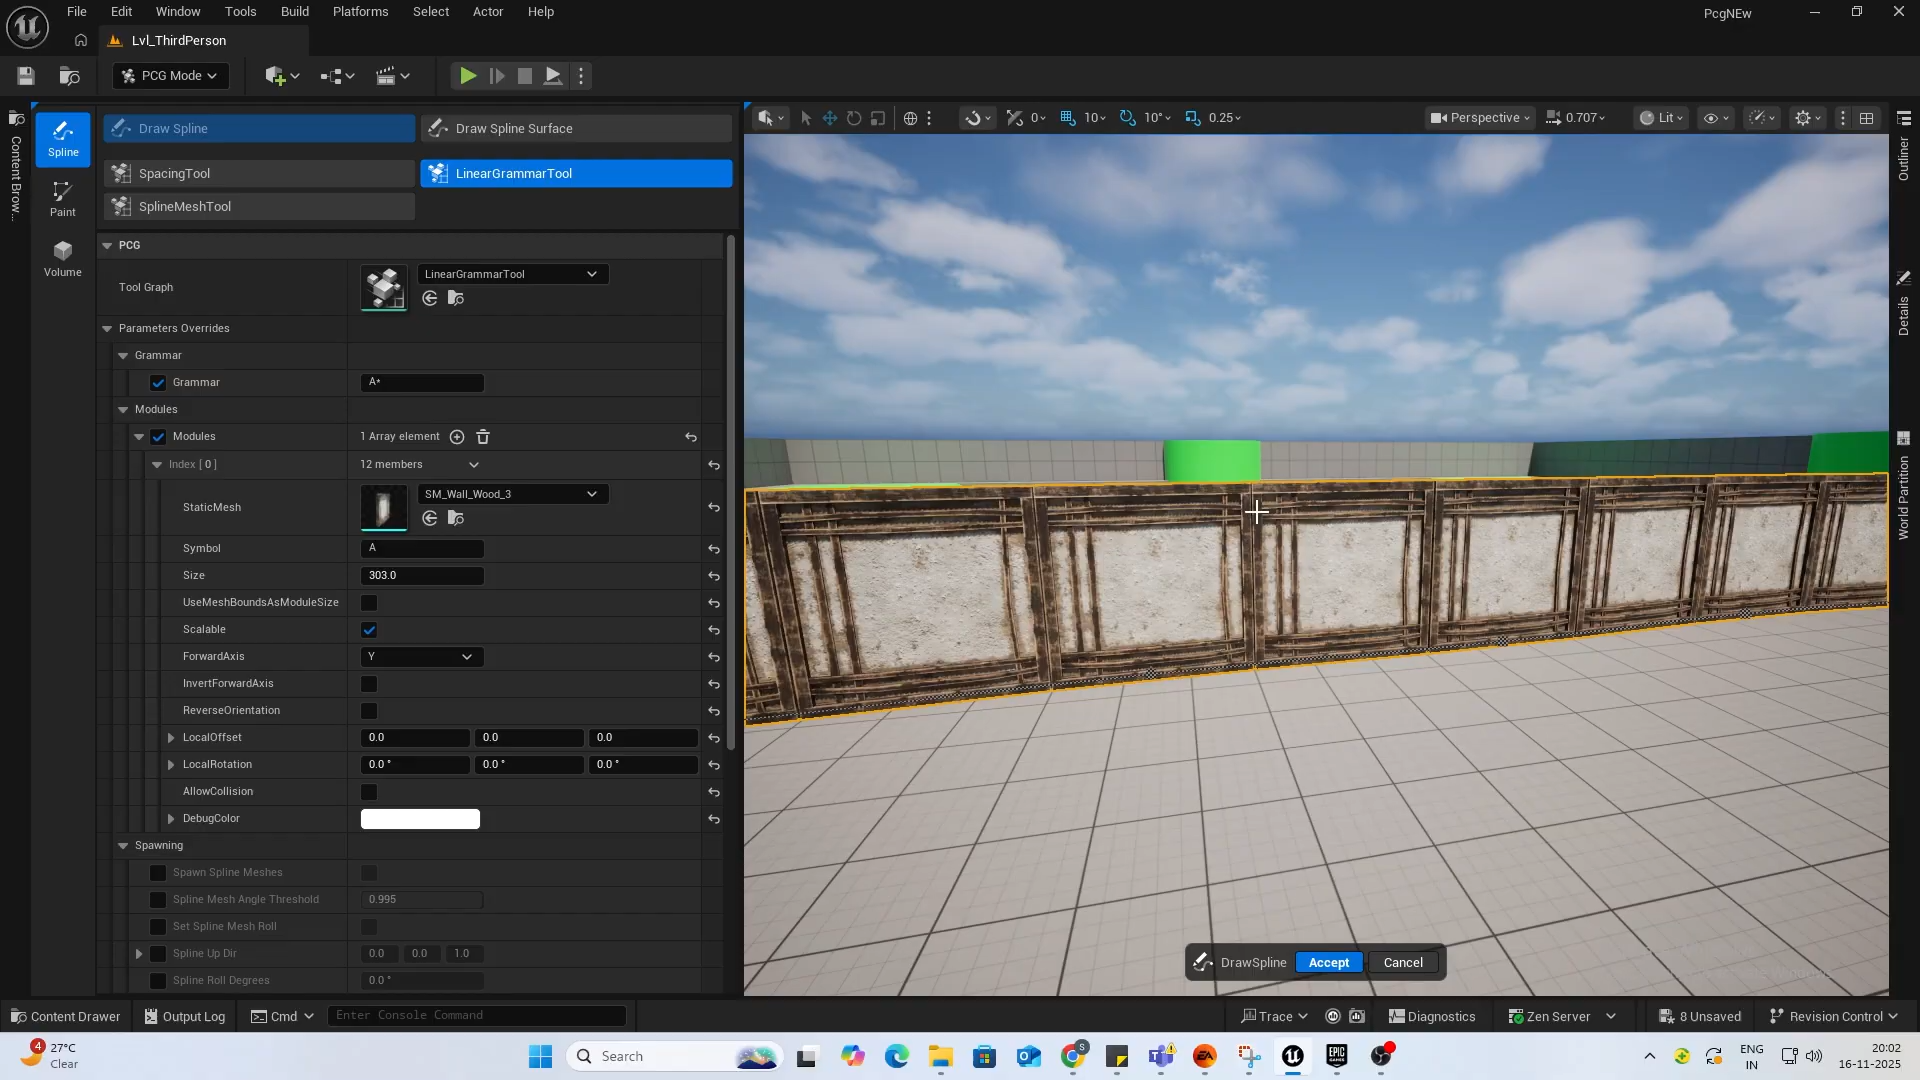 File Edit Window Tools Build Platforms Select Actor Help
PcgNEw
Lvl_ThirdPerson
PCG Mode
Content Brow...
Spline
Paint
Volume
Draw Spline
Draw Spline Surface
SpacingTool
LinearGrammarTool
SplineMeshTool
PCG
Tool Graph
LinearGrammarTool
Parameters Overrides
Grammar
Grammar A*
Modules
Modules 1 Array element
Index [ 0 ] 12 members
StaticMesh SM_Wall_Wood_3
Symbol A
Size 303.0
UseMeshBoundsAsModuleSize
Scalable
ForwardAxis Y
InvertForwardAxis
ReverseOrientation
LocalOffset 0.0 0.0 0.0
LocalRotation 0.0 ° 0.0 ° 0.0 °
AllowCollision
DebugColor
Spawning
Spawn Spline Meshes
Spline Mesh Angle Threshold 0.995
Set Spline Mesh Roll
Spline Up Dir 0.0 0.0 1.0
Spline Roll Degrees 0.0 °
0 10 10° 0.25 Perspective 0.707 Lit
DrawSpline Accept Cancel
Outliner
Details
World Partition
Content Drawer Output Log Cmd Enter Console Command Trace Diagnostics Zen Server 8 Unsaved Revision Control
4
27°C
Clear
Search
S
EA
EPIC GAMES
ENG
IN
20:02
16-11-2025